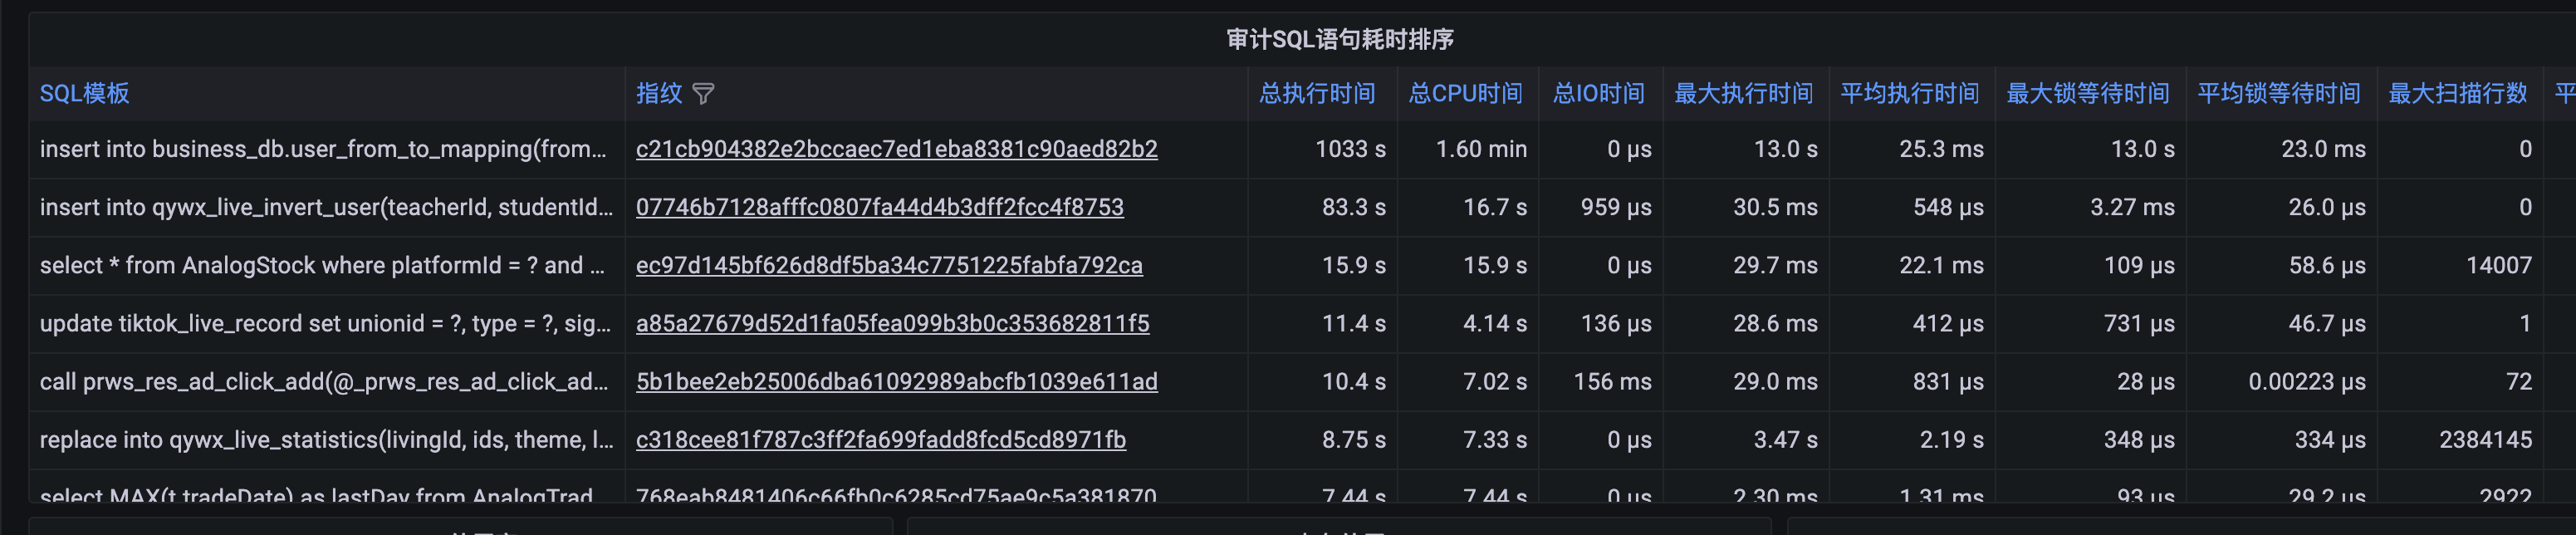 审计SQL语句耗时排序
SQL模板 指纹 总执行时间 总CPU时间 总IO时间 最大执行时间 平均执行时间 最大锁等待时间 平均锁等待时间 最大扫描行数 平
insert into business_db.user_from_to_mapping(from... c21cb904382e2bccaec7ed1eba8381c90aed82b2 1033 s 1.60 min 0 µs 13.0 s 25.3 ms 13.0 s 23.0 ms 0
insert into qywx_live_invert_user(teacherId, studentId... 07746b7128afffc0807fa44d4b3dff2fcc4f8753 83.3 s 16.7 s 959 µs 30.5 ms 548 µs 3.27 ms 26.0 µs 0
select * from AnalogStock where platformId = ? and ... ec97d145bf626d8df5ba34c7751225fabfa792ca 15.9 s 15.9 s 0 µs 29.7 ms 22.1 ms 109 µs 58.6 µs 14007
update tiktok_live_record set unionid = ?, type = ?, sig... a85a27679d52d1fa05fea099b3b0c353682811f5 11.4 s 4.14 s 136 µs 28.6 ms 412 µs 731 µs 46.7 µs 1
call prws_res_ad_click_add(@_prws_res_ad_click_ad... 5b1bee2eb25006dba61092989abcfb1039e611ad 10.4 s 7.02 s 156 ms 29.0 ms 831 µs 28 µs 0.00223 µs 72
replace into qywx_live_statistics(livingId, ids, theme, l... c318cee81f787c3ff2fa699fadd8fcd5cd8971fb 8.75 s 7.33 s 0 µs 3.47 s 2.19 s 348 µs 334 µs 2384145
select MAX(t.tradeDate) as lastDay from AnalogTrad 768eab8481406c66fb0c6285cd75ae9c5a381870 7.44 s 7.44 s 0 µs 2.30 ms 1.31 ms 93 µs 29.2 µs 2922